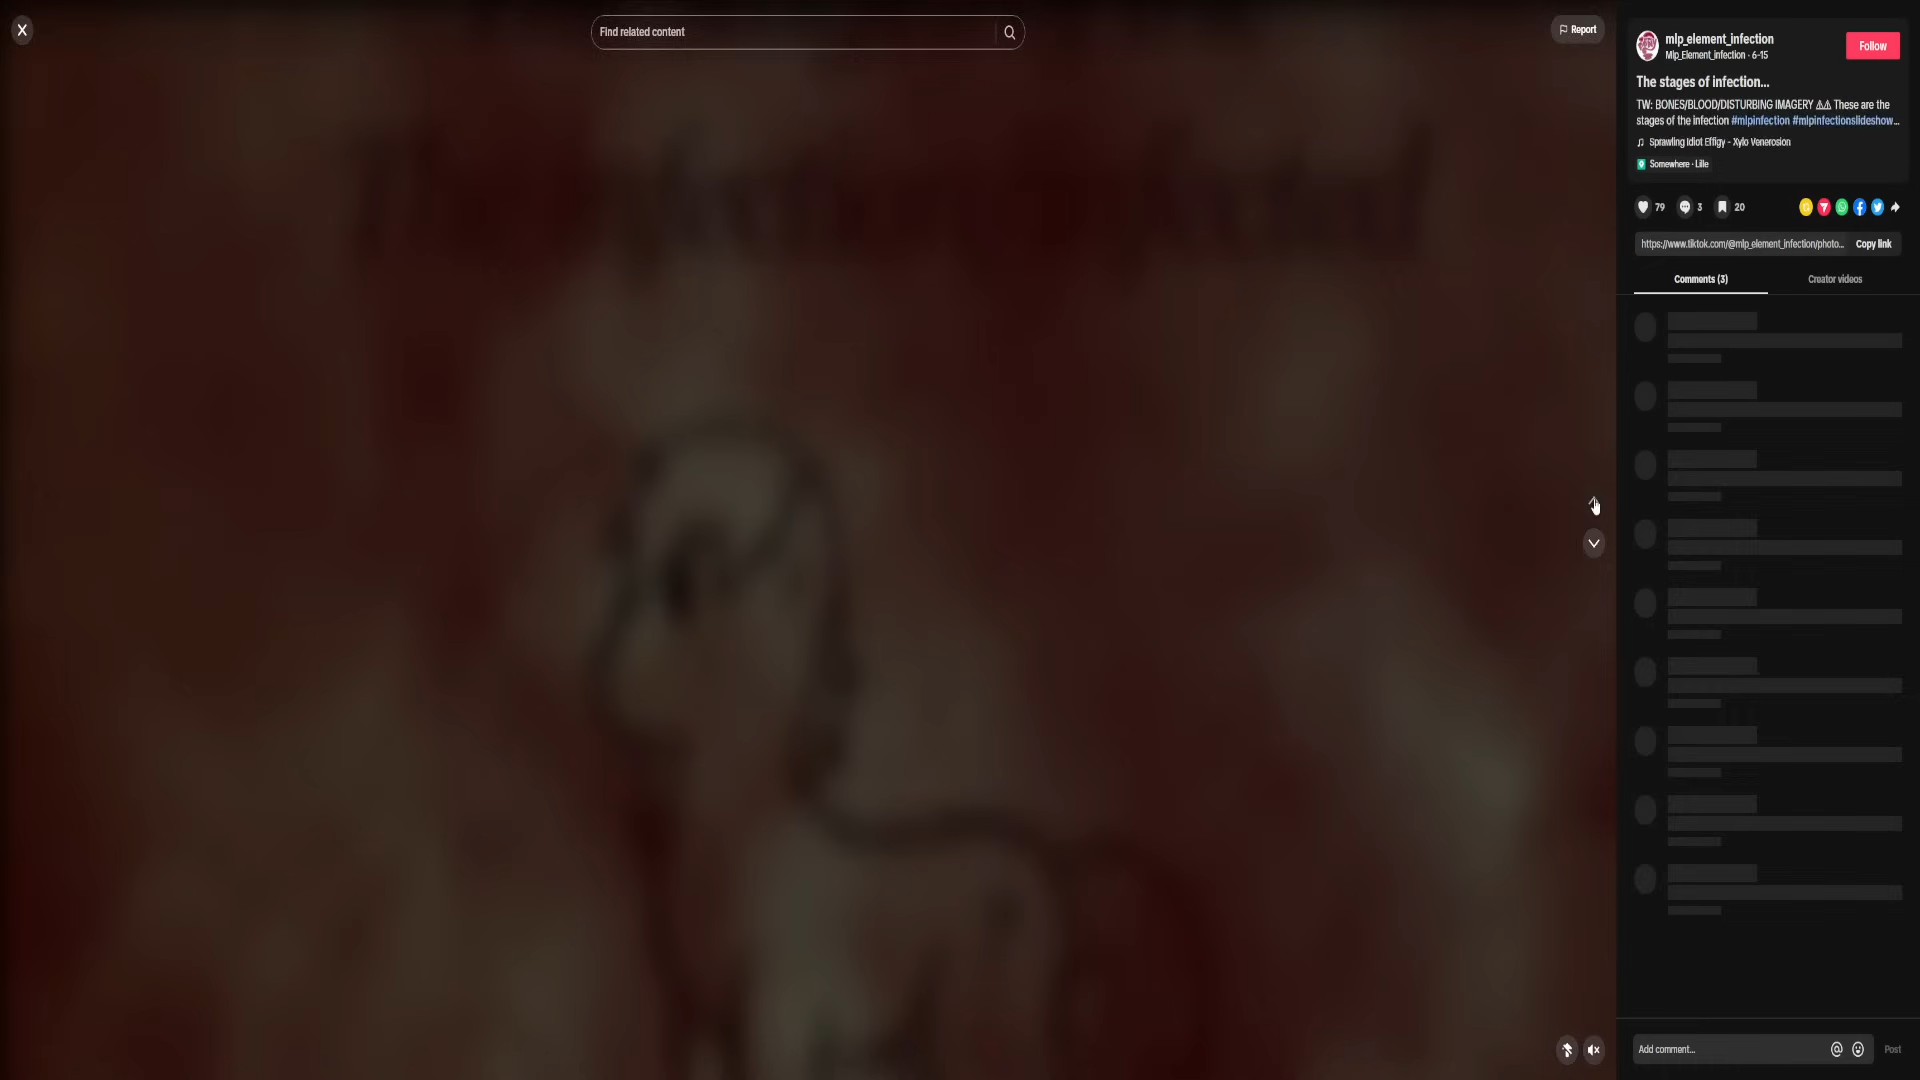 Find related content
Report
mlp_element_infection
Mlp_Element_infection · 6-15
Follow
The stages of infection...
TW: BONES/BLOOD/DISTURBING IMAGERY ⚠⚠ These are the
stages of the infection #mlpinfection #mlpinfectionslideshow...
Sprawling Idiot Effigy - Xylo Venerosion
Somewhere · Lille
79
3
20
https://www.tiktok.com/@mlp_element_infection/photo...
Copy link
Comments (3)
Creator videos
Add comment...
Post